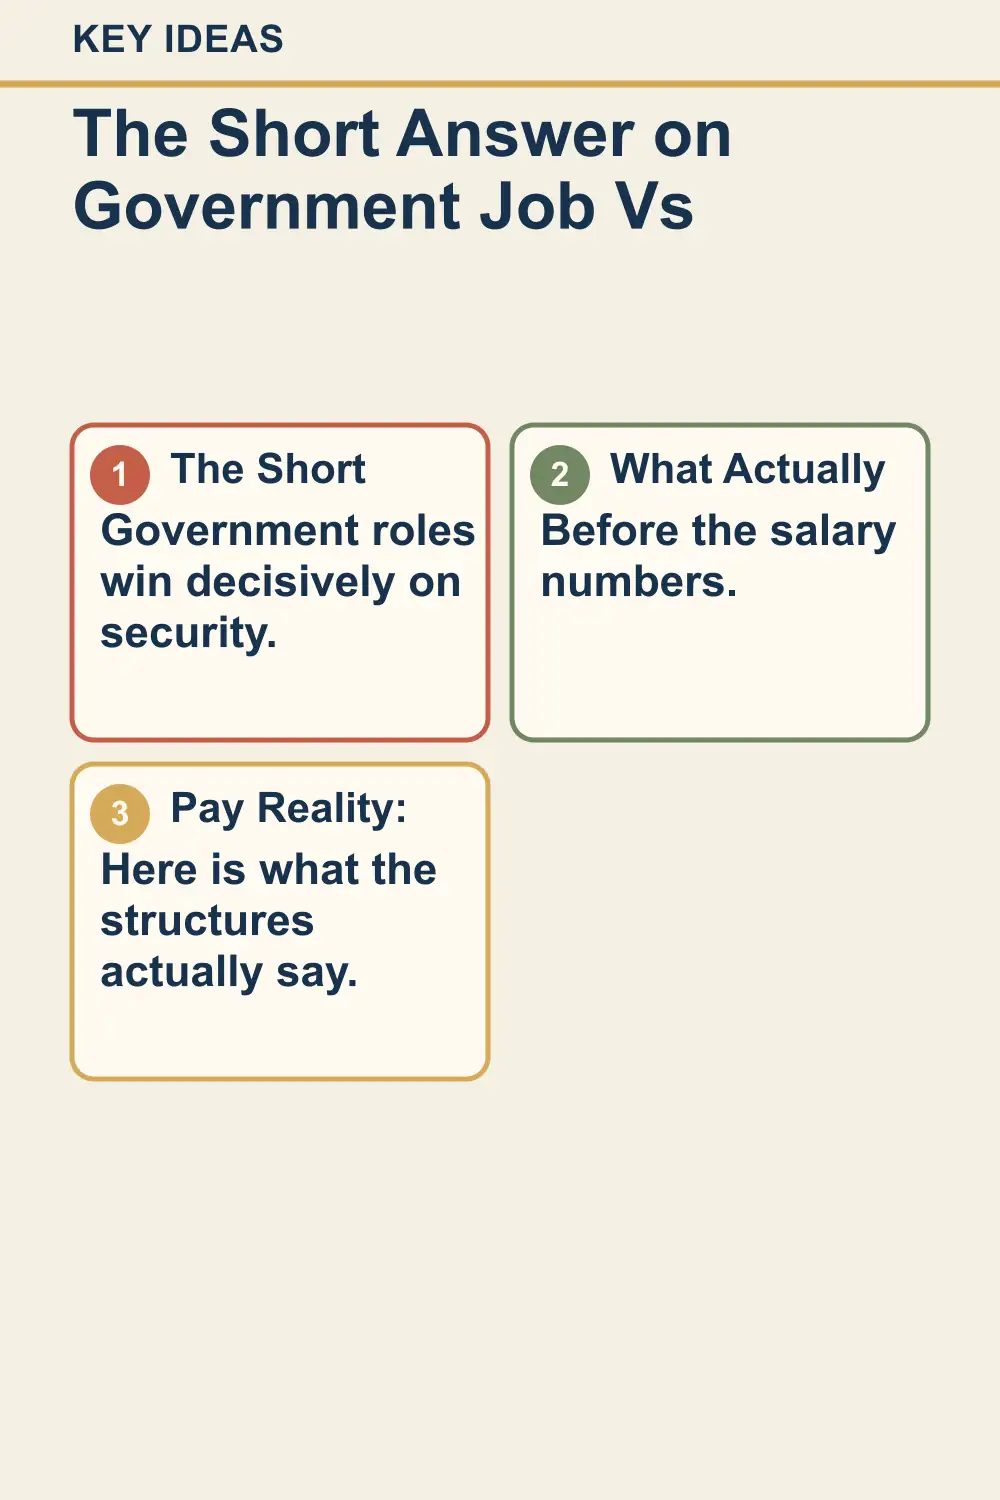 KEY IDEAS
The Short Answer on
Government Job Vs
1
The Short
Government roles
win decisively on
security.
2
What Actually
Before the salary
numbers.
3
Pay Reality:
Here is what the
structures
actually say.